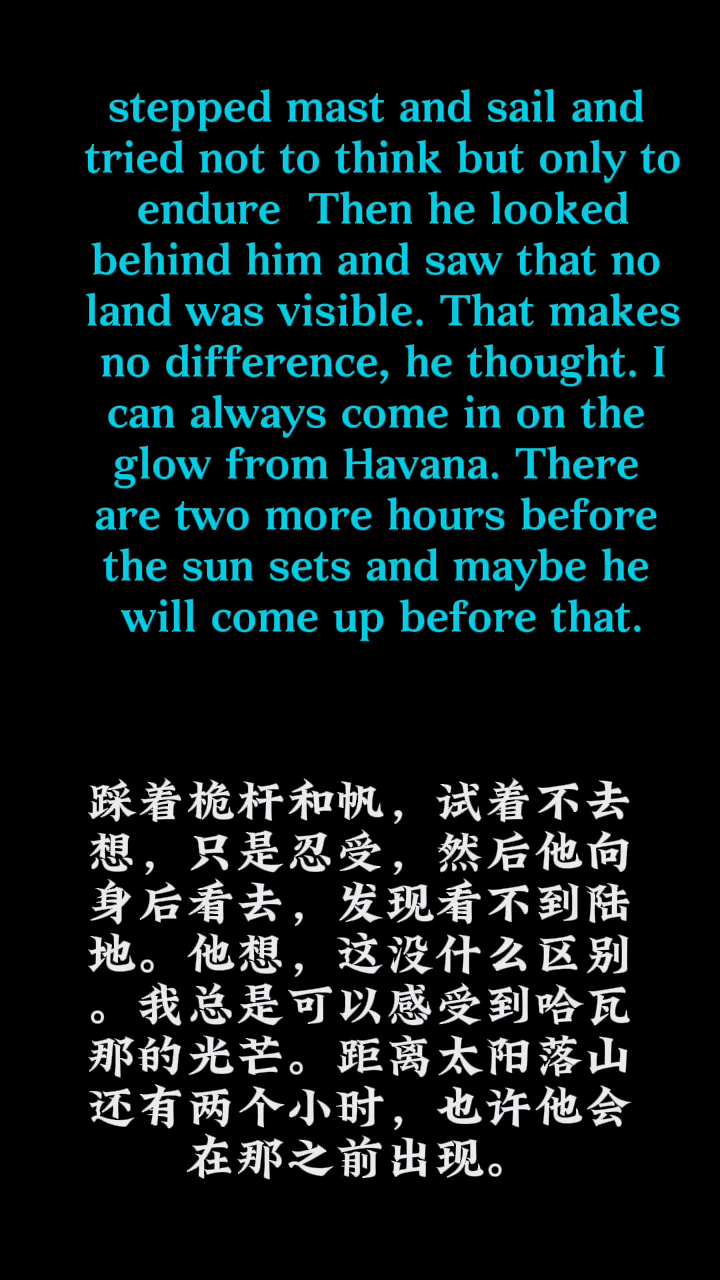 stepped mast and sail and
tried not to think but only to
endure  Then he looked
behind him and saw that no
land was visible. That makes
no difference, he thought. I
can always come in on the
glow from Havana. There
are two more hours before
the sun sets and maybe he
will come up before that.
踩着桅杆和帆，试着不去
想，只是忍受，然后他向
身后看去，发现看不到陆
地。他想，这没什么区别
。我总是可以感受到哈瓦
那的光芒。距离太阳落山
还有两个小时，也许他会
在那之前出现。